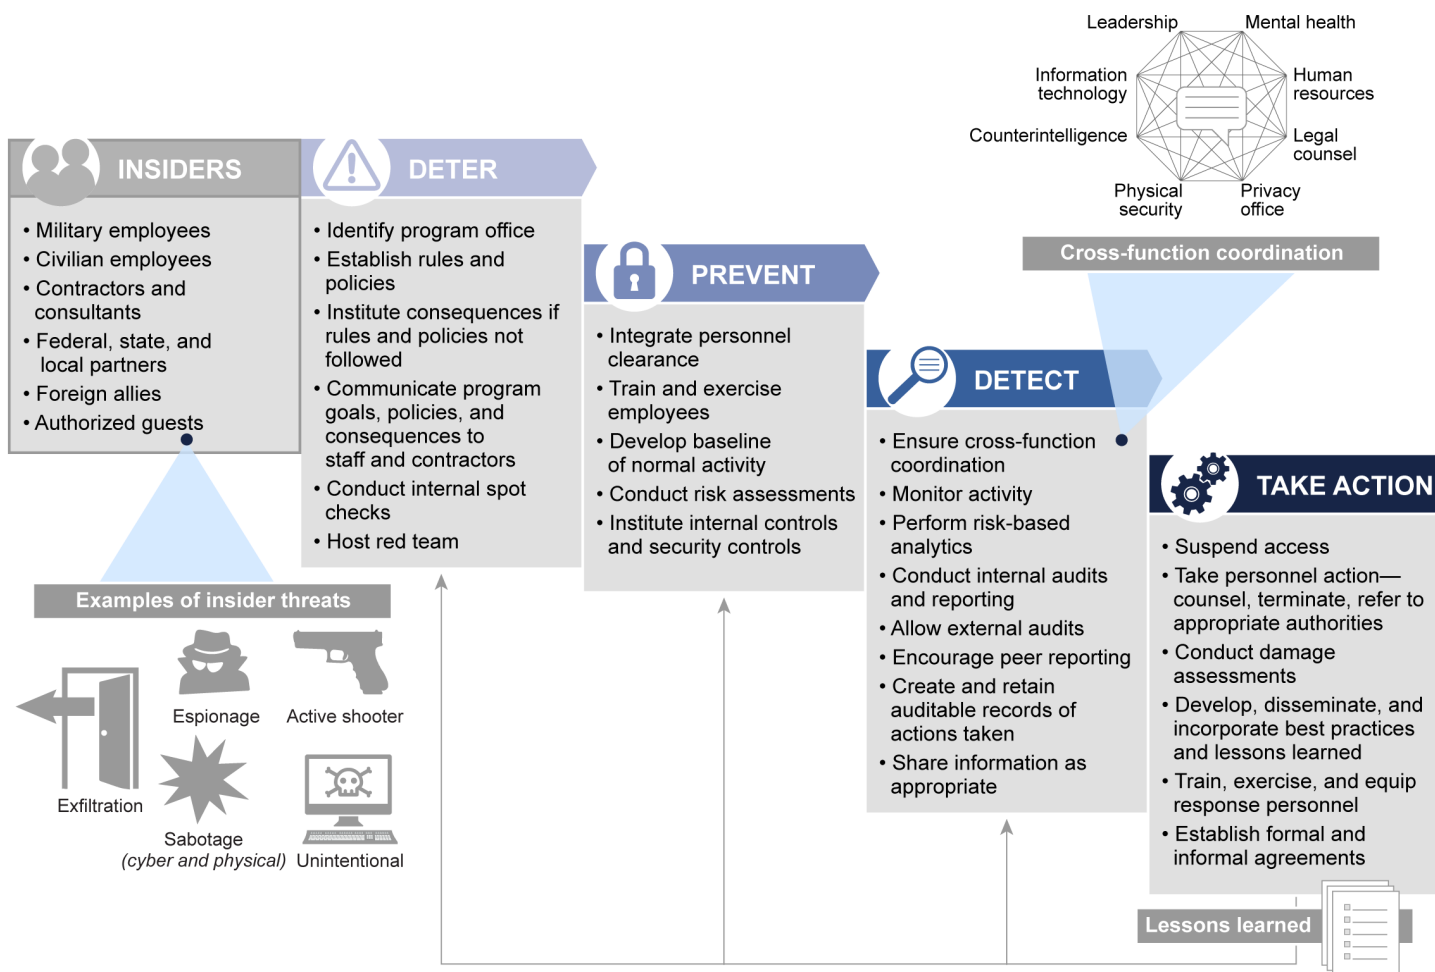 Leadership
Mental health
Information
technology
Human
resources
Counterintelligence
Legal
counsel
Physical
security
Privacy
office
Cross-function coordination
INSIDERS
• Military employees
• Civilian employees
• Contractors and
consultants
• Federal, state, and
local partners
• Foreign allies
• Authorized guests
Examples of insider threats
Espionage
Active shooter
Exfiltration
Sabotage
(cyber and physical)
Unintentional
DETER
• Identify program office
• Establish rules and
policies
• Institute consequences if
rules and policies not
followed
• Communicate program
goals, policies, and
consequences to
staff and contractors
• Conduct internal spot
checks
• Host red team
PREVENT
• Integrate personnel
clearance
• Train and exercise
employees
• Develop baseline
of normal activity
• Conduct risk assessments
• Institute internal controls
and security controls
DETECT
• Ensure cross-function
coordination
• Monitor activity
• Perform risk-based
analytics
• Conduct internal audits
and reporting
• Allow external audits
• Encourage peer reporting
• Create and retain
auditable records of
actions taken
• Share information as
appropriate
TAKE ACTION
• Suspend access
• Take personnel action—
counsel, terminate, refer to
appropriate authorities
• Conduct damage
assessments
• Develop, disseminate, and
incorporate best practices
and lessons learned
• Train, exercise, and equip
response personnel
• Establish formal and
informal agreements
Lessons learned